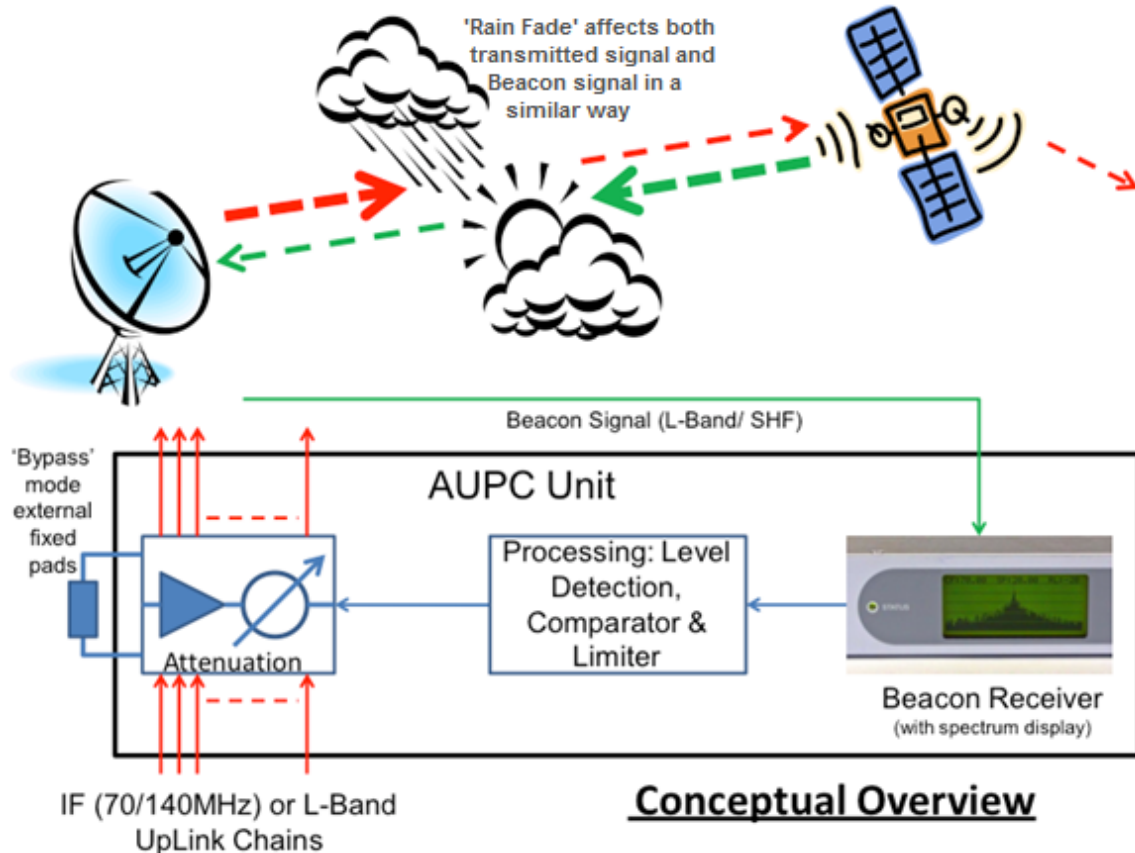 'Rain Fade' affects both
transmitted signal and
Beacon signal in a
similar way
Beacon Signal (L-Band/ SHF)
'Bypass'
mode
external
fixed
pads
AUPC Unit
Attenuation
Processing: Level
Detection,
Comparator &
Limiter
STATUS
Beacon Receiver
(with spectrum display)
IF (70/140MHz) or L-Band
UpLink Chains
Conceptual Overview